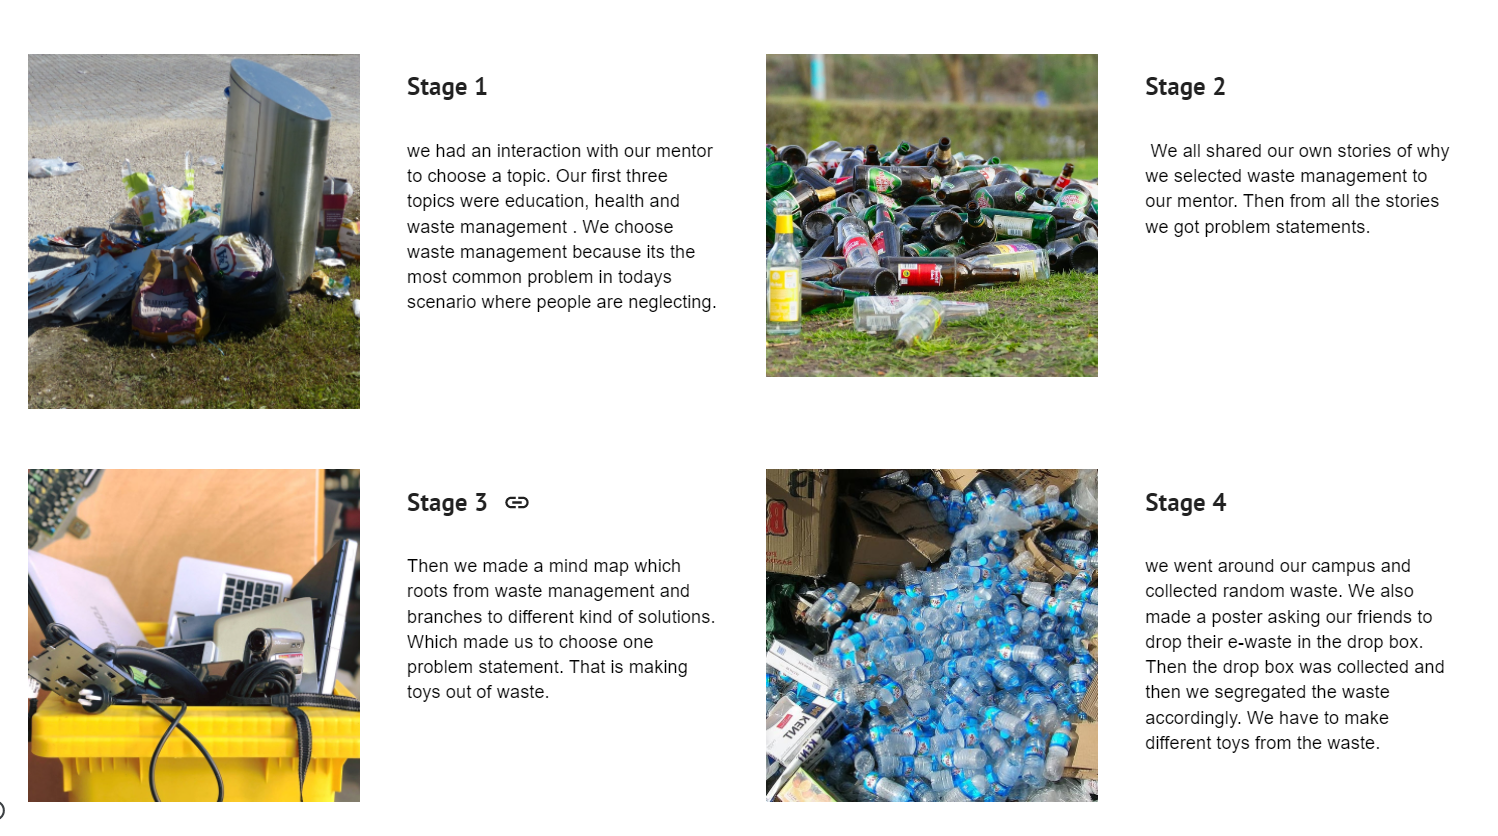 Stage 1
we had an interaction with our mentor
to choose a topic. Our first three
topics were education, health and
waste management . We choose
waste management because its the
most common problem in todays
scenario where people are neglecting.
Stage 2
We all shared our own stories of why
we selected waste management to
our mentor. Then from all the stories
we got problem statements.
Stage 3
Then we made a mind map which
roots from waste management and
branches to different kind of solutions.
Which made us to choose one
problem statement. That is making
toys out of waste.
TOSHIBA
Stage 4
we went around our campus and
collected random waste. We also
made a poster asking our friends to
drop their e-waste in the drop box.
Then the drop box was collected and
then we segregated the waste
accordingly. We have to make
different toys from the waste.
KENT